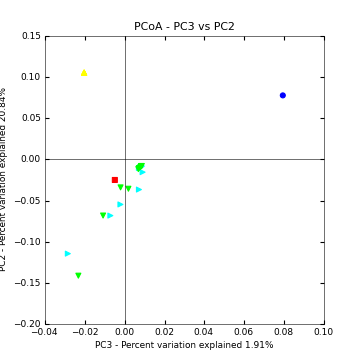 PCoA - PC3 vs PC2
0.15
0.10
0.05
0.00
−0.05
−0.10
−0.15
−0.20
PC2 - Percent variation explained 20.84%
−0.04 −0.02 0.00 0.02 0.04 0.06 0.08 0.10
PC3 - Percent variation explained 1.91%